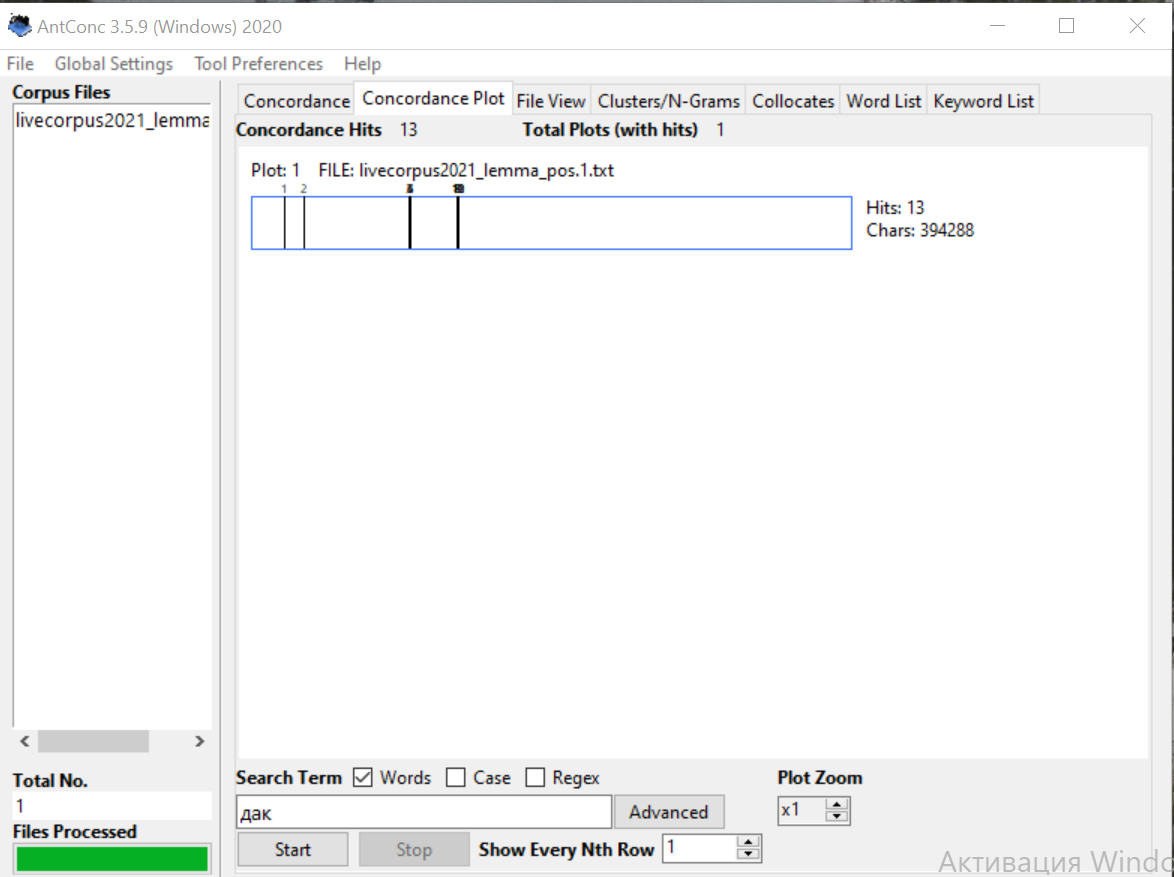 AntConc 3.5.9 (Windows) 2020
File Global Settings Tool Preferences Help
Corpus Files
livecorpus2021_lemma
Concordance Concordance Plot File View Clusters/N-Grams Collocates Word List Keyword List
Concordance Hits 13 Total Plots (with hits) 1
Plot: 1 FILE: livecorpus2021_lemma_pos.1.txt
1 2
Hits: 13
Chars: 394288
Total No.
1
Files Processed
Search Term Words Case Regex
Plot Zoom
дак
Advanced
x1
Start Stop Show Every Nth Row 1
Активация Windo